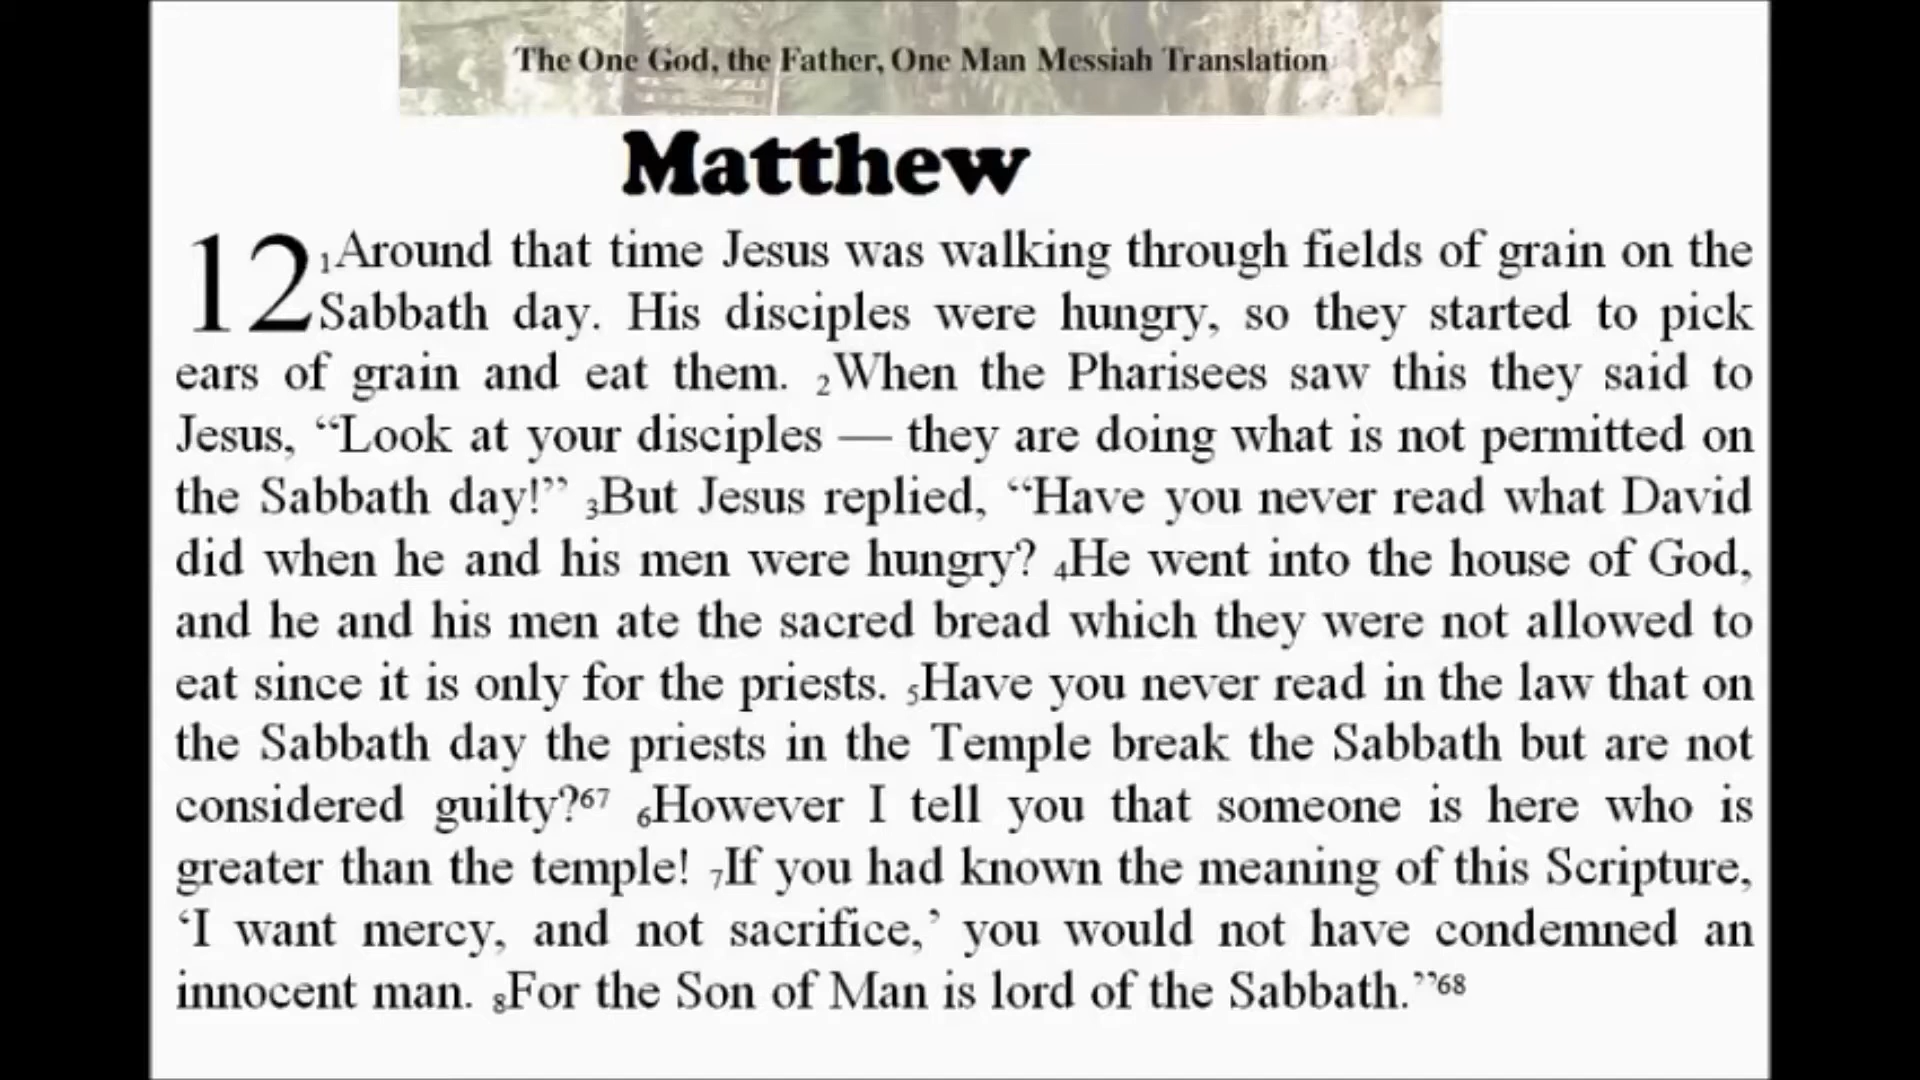 The One God, the Father, One Man Messiah Translation
Matthew
12 1Around that time Jesus was walking through fields of grain on the
Sabbath day. His disciples were hungry, so they started to pick
ears of grain and eat them. 2When the Pharisees saw this they said to
Jesus, “Look at your disciples — they are doing what is not permitted on
the Sabbath day!” 3But Jesus replied, “Have you never read what David
did when he and his men were hungry? 4He went into the house of God,
and he and his men ate the sacred bread which they were not allowed to
eat since it is only for the priests. 5Have you never read in the law that on
the Sabbath day the priests in the Temple break the Sabbath but are not
considered guilty?67 6However I tell you that someone is here who is
greater than the temple! 7If you had known the meaning of this Scripture,
‘I want mercy, and not sacrifice,’ you would not have condemned an
innocent man. 8For the Son of Man is lord of the Sabbath.”68